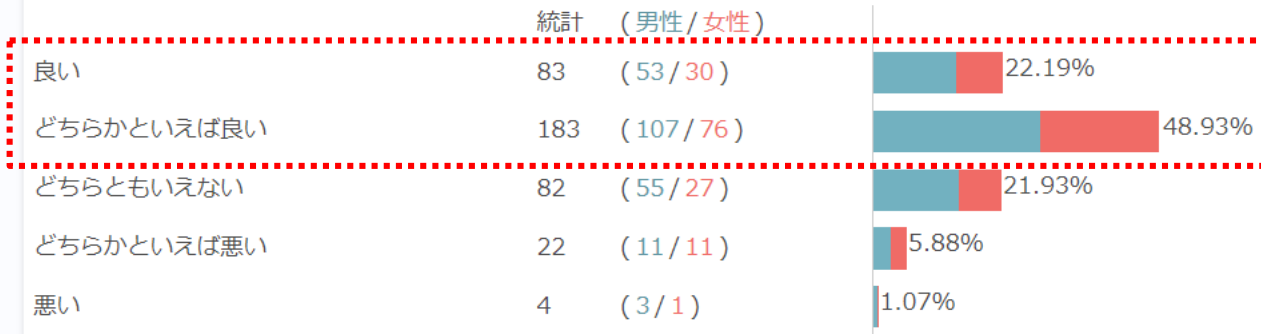 統計 (男性/女性)
良い 83 (53/30) 22.19%
どちらかといえば良い 183 (107/76) 48.93%
どちらともいえない 82 (55/27) 21.93%
どちらかといえば悪い 22 (11/11) 5.88%
悪い 4 (3/1) 1.07%